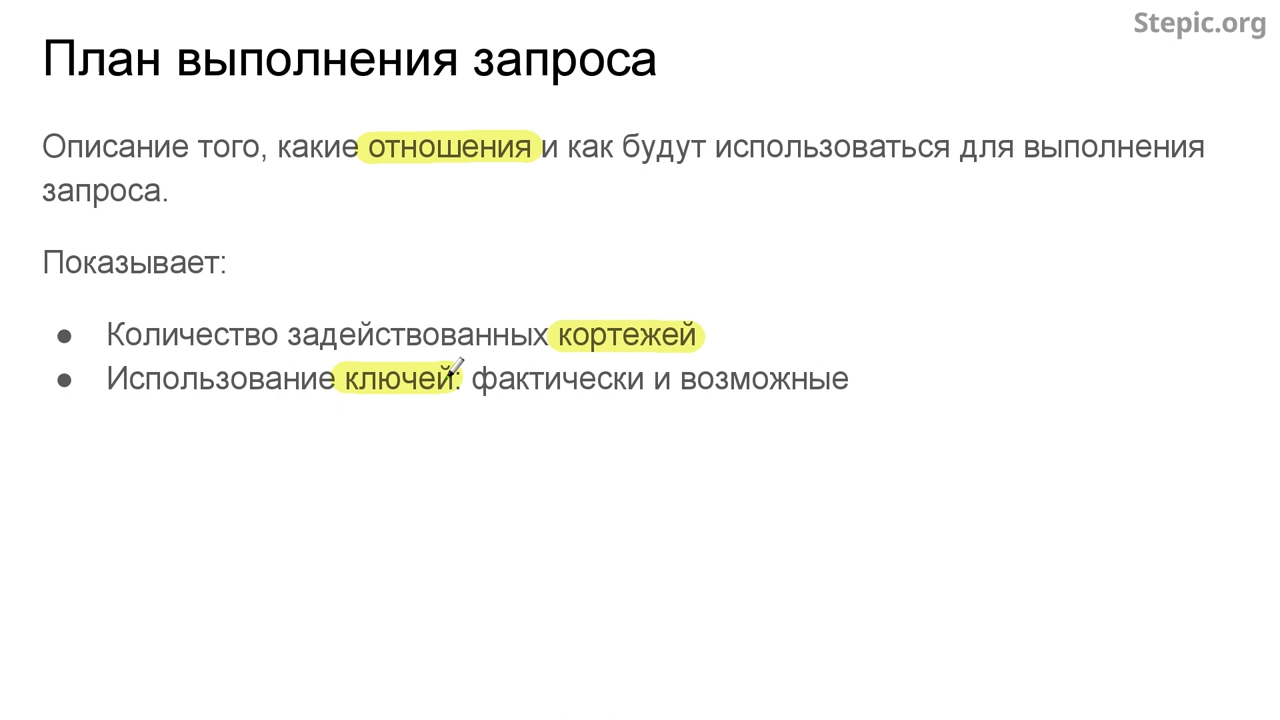 Stepic.org
План выполнения запроса
Описание того, какие отношения и как будут использоваться для выполнения
запроса.
Показывает:
● Количество задействованных кортежей
● Использование ключей: фактически и возможные